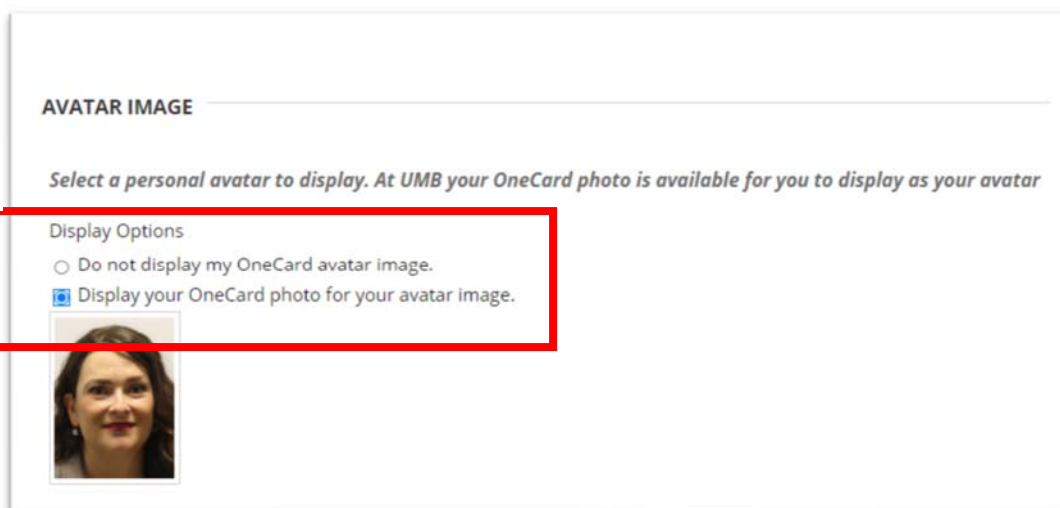 AVATAR IMAGE
Select a personal avatar to display. At UMB your OneCard photo is available for you to display as your avatar
Display Options
Do not display my OneCard avatar image.
Display your OneCard photo for your avatar image.